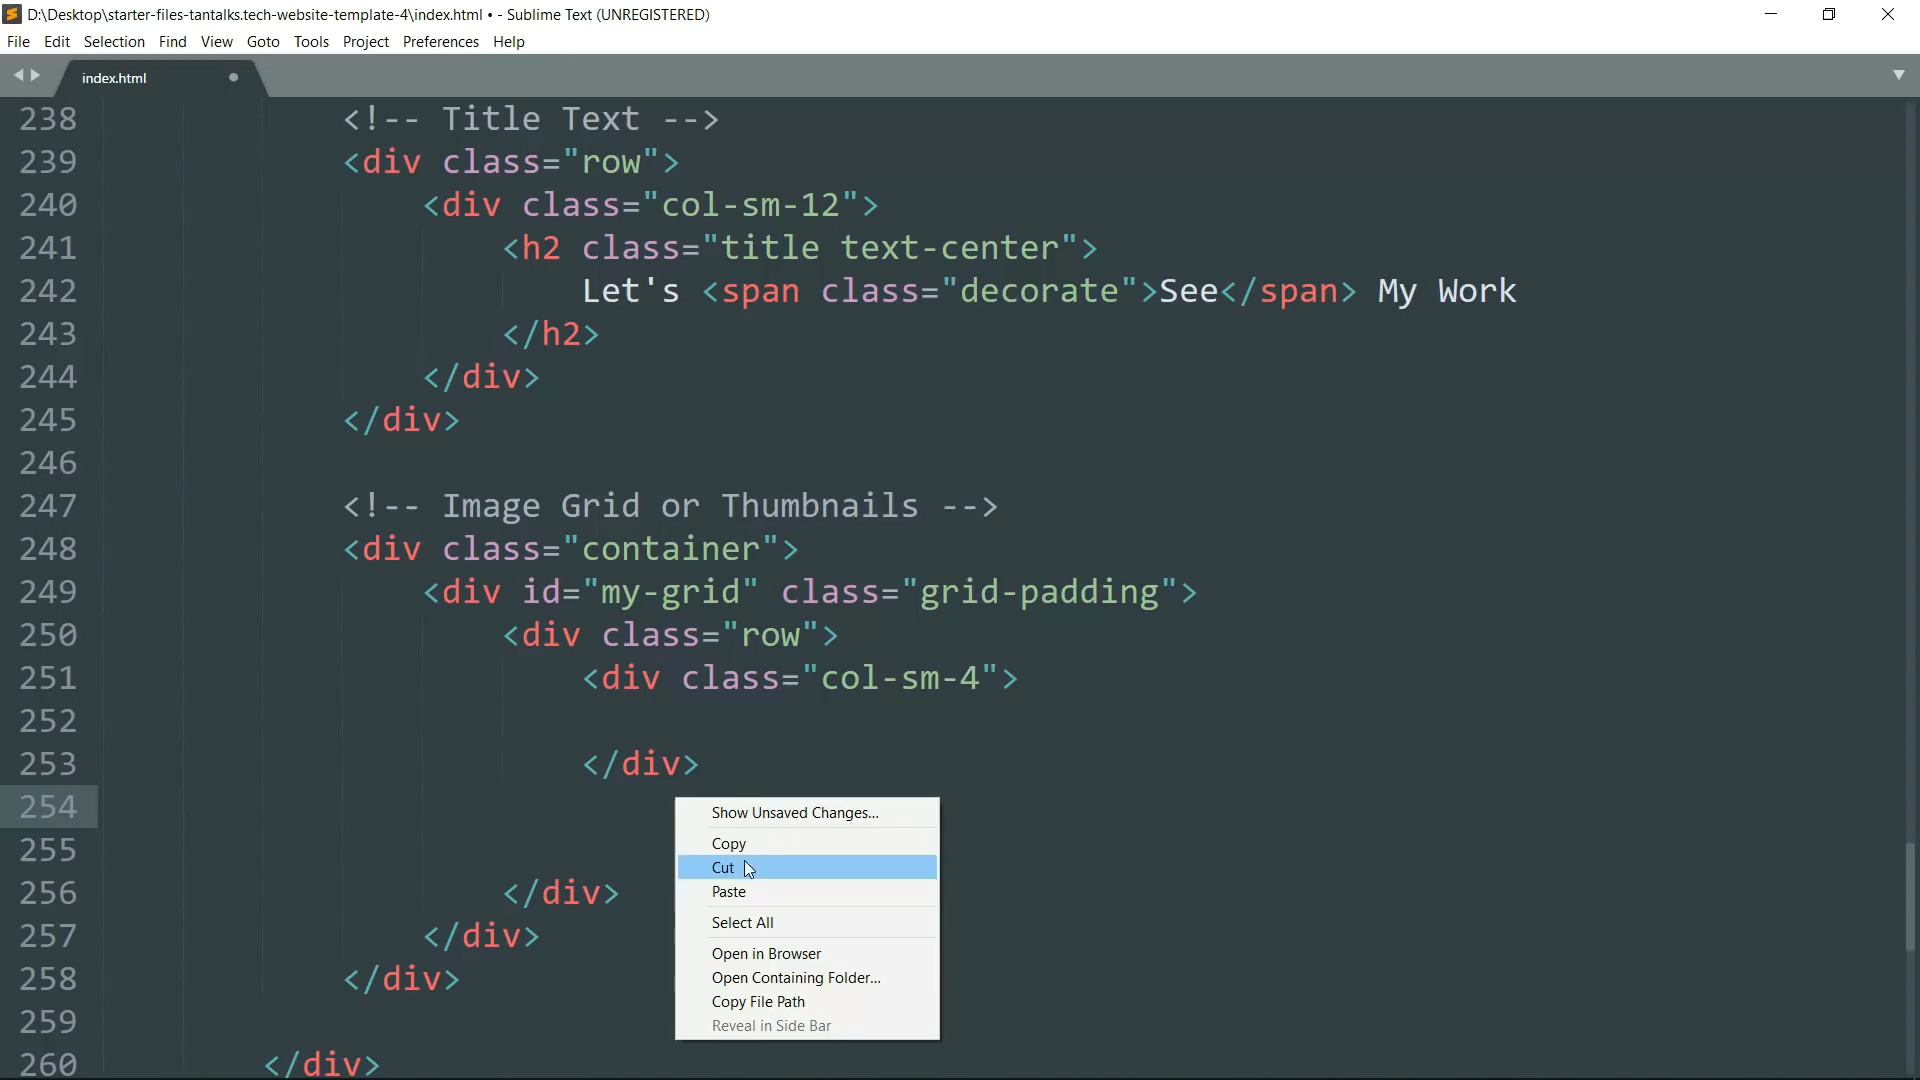 D:\Desktop\starter-files-tantalks.tech-website-template-4\index.html • - Sublime Text (UNREGISTERED)
File Edit Selection Find View Goto Tools Project Preferences Help
index.html
238 <!-- Title Text -->
239 <div class="row">
240 <div class="col-sm-12">
241 <h2 class="title text-center">
242 Let's <span class="decorate">See</span> My Work
243 </h2>
244 </div>
245 </div>
246
247 <!-- Image Grid or Thumbnails -->
248 <div class="container">
249 <div id="my-grid" class="grid-padding">
250 <div class="row">
251 <div class="col-sm-4">
252
253 </div>
254
255
256 </div>
257 </div>
258 </div>
259
260 </div>
Show Unsaved Changes...
Copy
Cut
Paste
Select All
Open in Browser
Open Containing Folder...
Copy File Path
Reveal in Side Bar